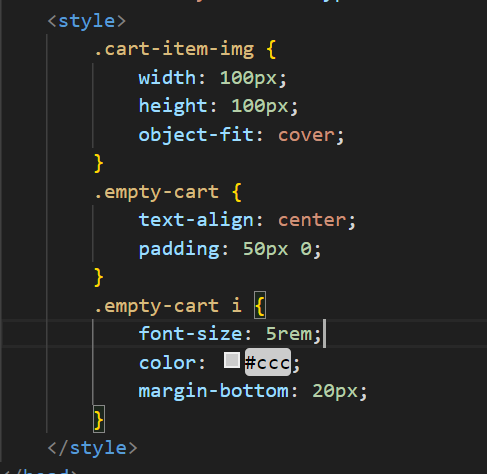 <style>
.cart-item-img {
width: 100px;
height: 100px;
object-fit: cover;
}
.empty-cart {
text-align: center;
padding: 50px 0;
}
.empty-cart i {
font-size: 5rem;
color: #ccc;
margin-bottom: 20px;
}
</style>